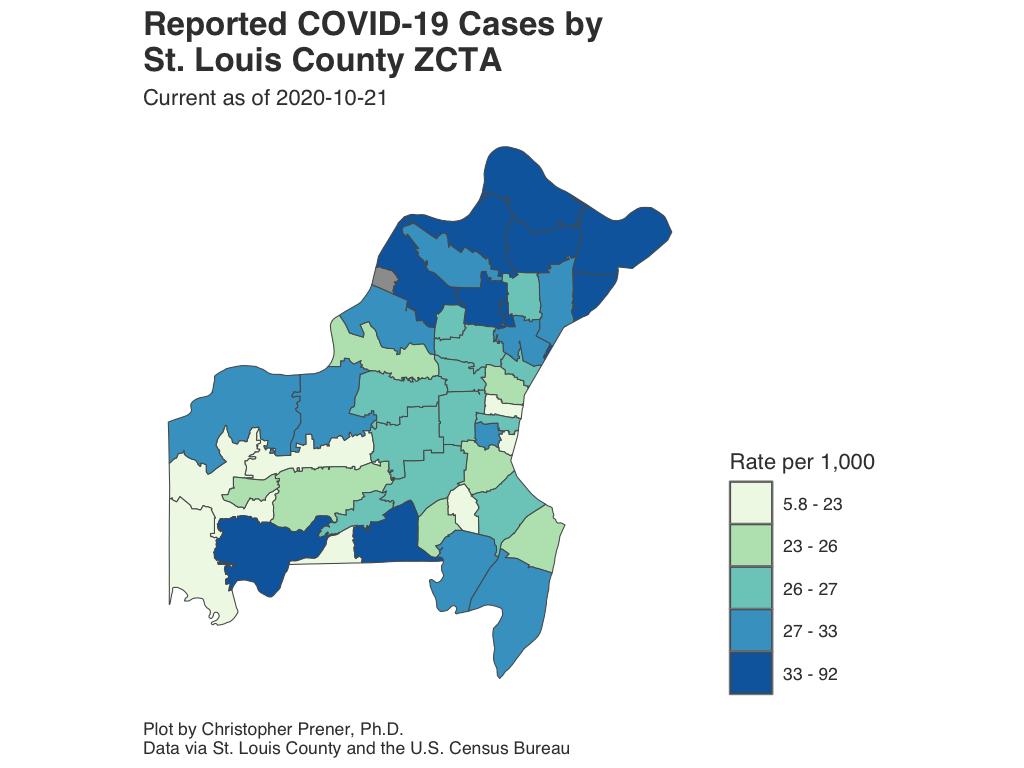 Reported COVID-19 Cases by
St. Louis County ZCTA
Current as of 2020-10-21
Rate per 1,000
5.8 - 23
23 - 26
26 - 27
27 - 33
33 - 92
Plot by Christopher Prener, Ph.D.
Data via St. Louis County and the U.S. Census Bureau